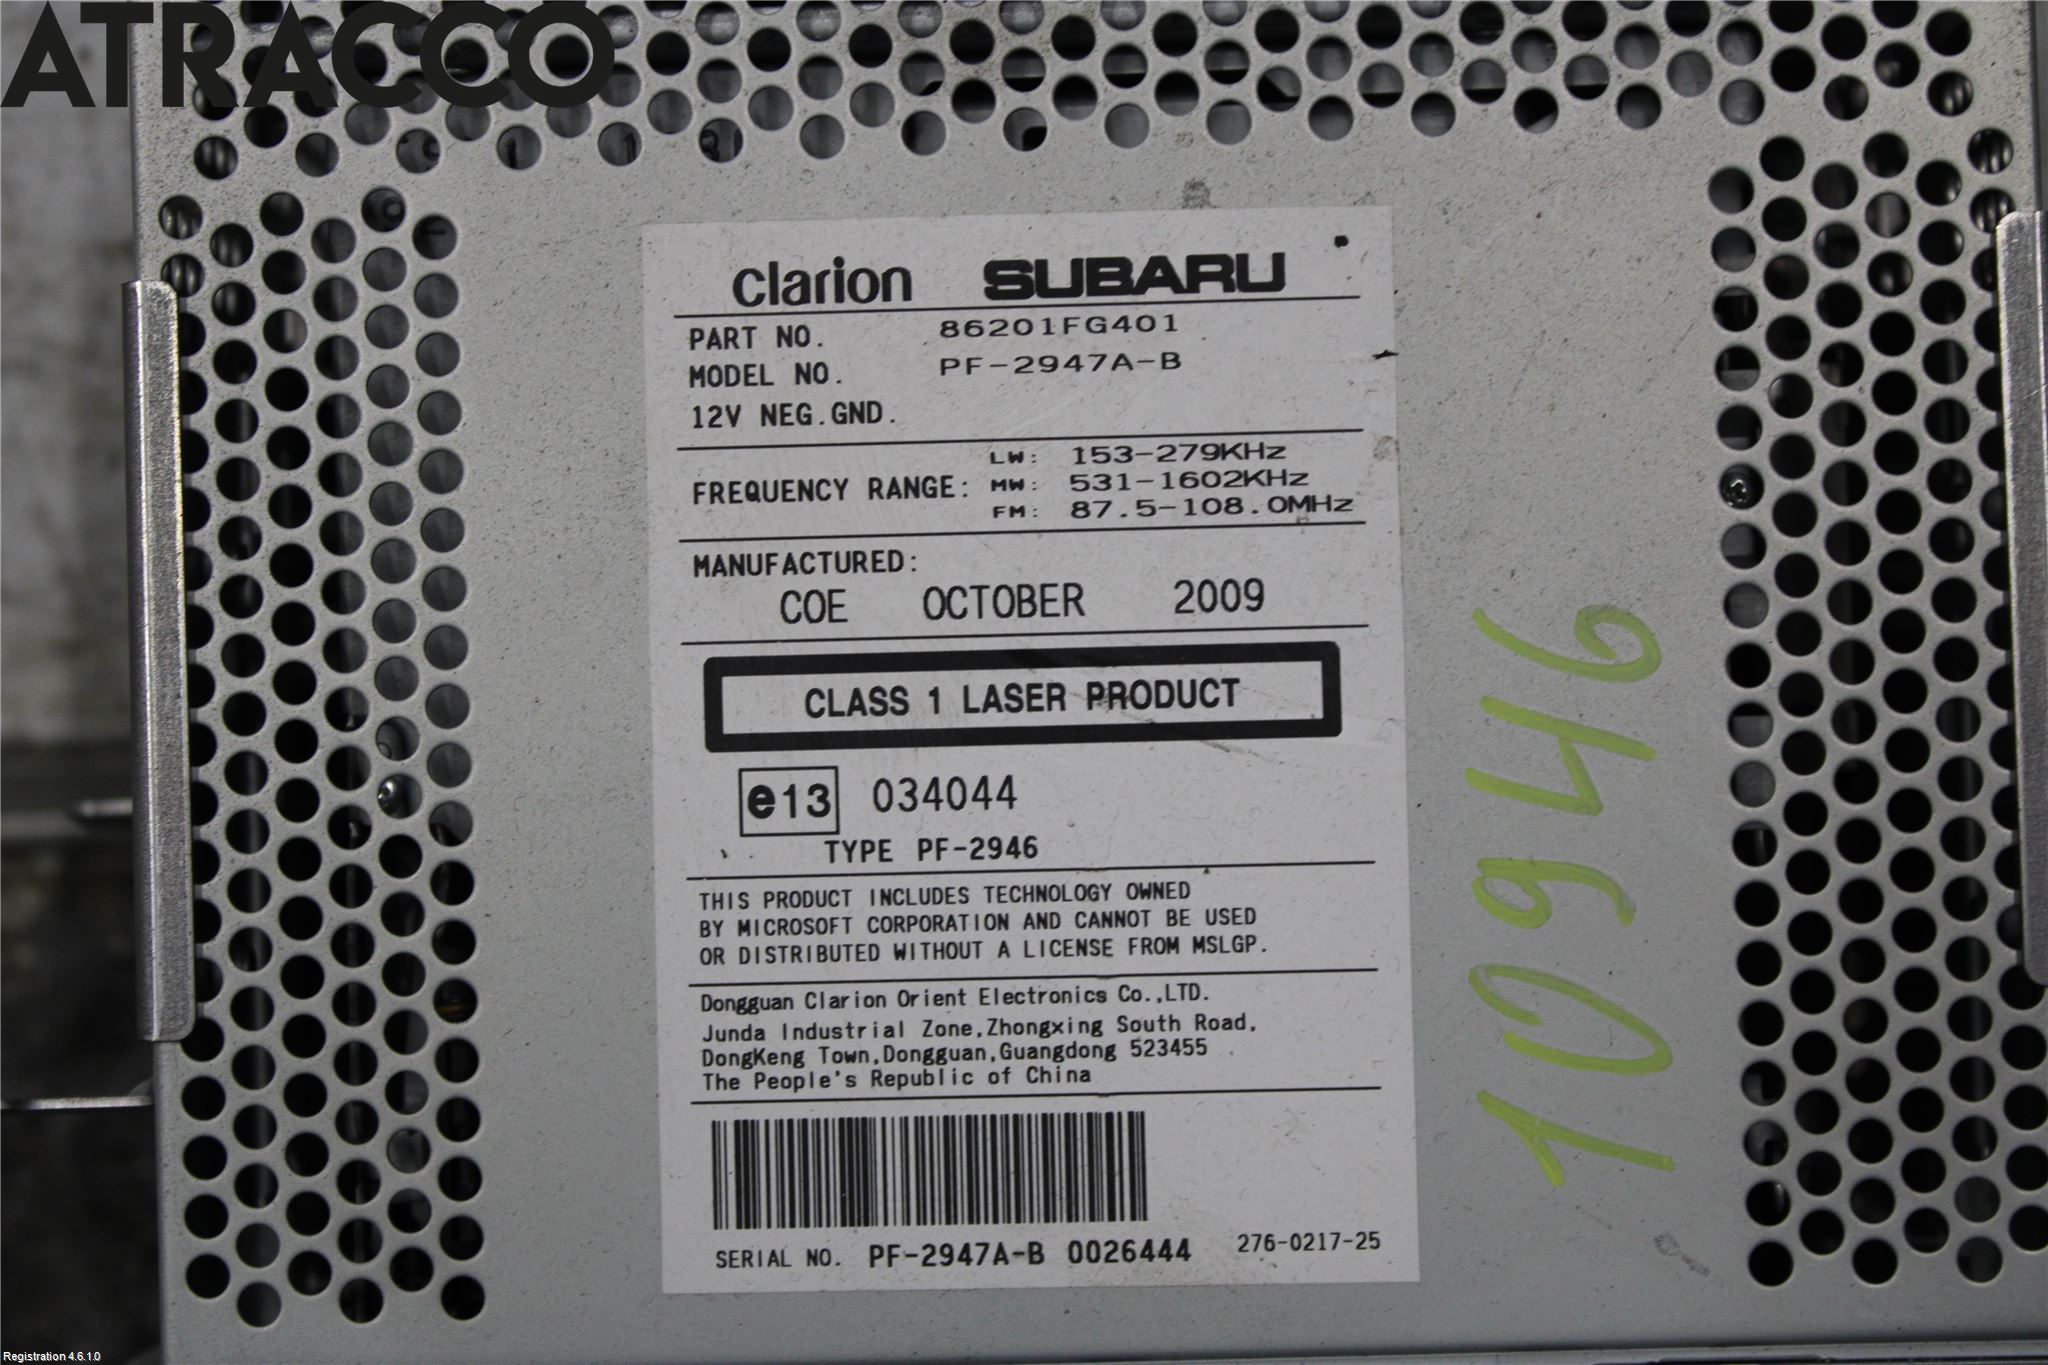 ATRACCO
clarion SUBARU
PART NO. 86201FG401
MODEL NO. PF-2947A-B
12V NEG.GND.
FREQUENCY RANGE: LW: 153-279KHz
MW: 531-1602KHz
FM: 87.5-108.0MHz
MANUFACTURED:
COE OCTOBER 2009
CLASS 1 LASER PRODUCT
e13 034044
TYPE PF-2946
THIS PRODUCT INCLUDES TECHNOLOGY OWNED
BY MICROSOFT CORPORATION AND CANNOT BE USED
OR DISTRIBUTED WITHOUT A LICENSE FROM MSLGP.
Dongguan Clarion Orient Electronics Co.,LTD.
Junda Industrial Zone,Zhongxing South Road,
DongKeng Town,Dongguan,Guangdong 523455
The People's Republic of China
SERIAL NO. PF-2947A-B 0026444 276-0217-25
10946
Registration 4.6.1.0